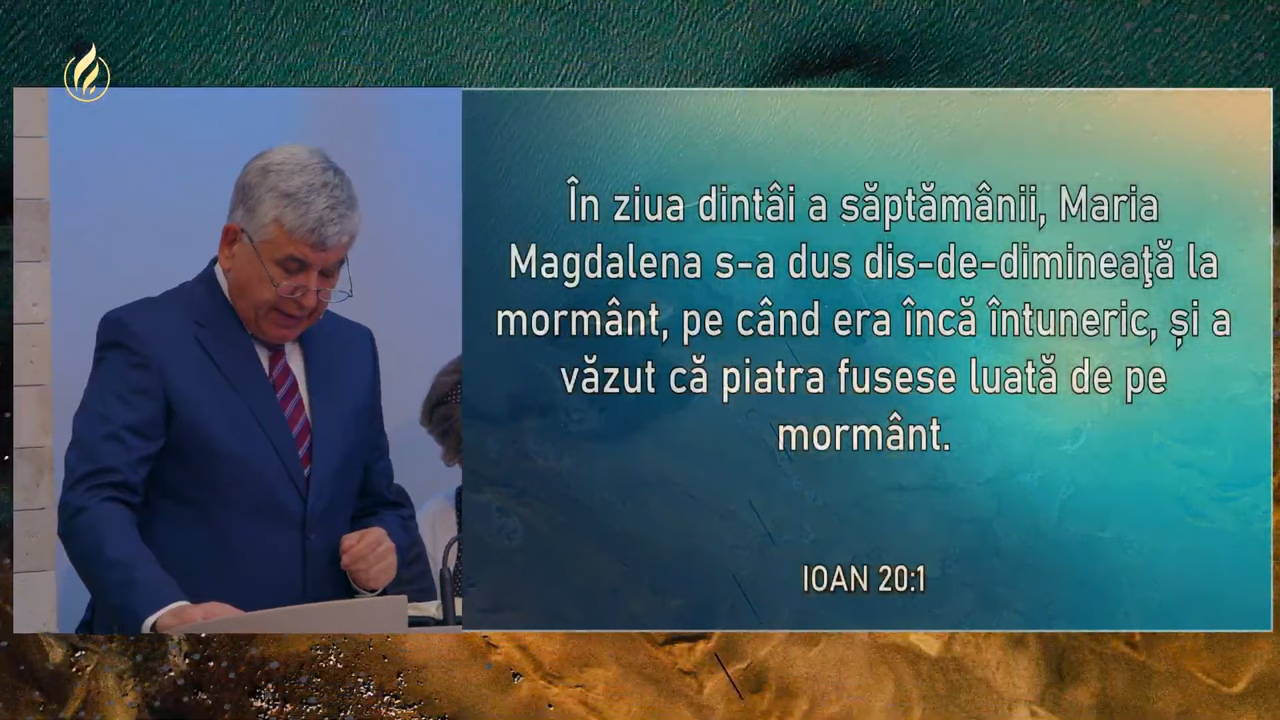 În ziua dintâi a săptămânii, Maria
Magdalena s-a dus dis-de-dimineaţă la
mormânt, pe când era încă întuneric, și a
văzut că piatra fusese luată de pe
mormânt.
IOAN 20:1